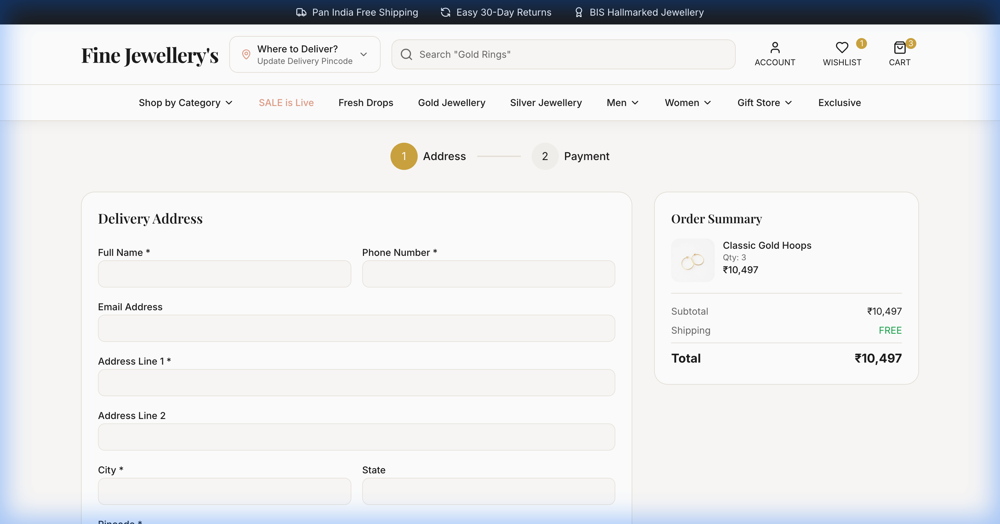 Pan India Free Shipping
Easy 30-Day Returns
BIS Hallmarked Jewellery
Fine Jewellery's
Where to Deliver?
Update Delivery Pincode
Search "Gold Rings"
ACCOUNT
1
WISHLIST
3
CART
Shop by Category
SALE is Live
Fresh Drops
Gold Jewellery
Silver Jewellery
Men
Women
Gift Store
Exclusive
1
Address
2
Payment
Delivery Address
Full Name *
Phone Number *
Email Address
Address Line 1 *
Address Line 2
City *
State
Pincode *
Order Summary
Classic Gold Hoops
Qty: 3
₹10,497
Subtotal
₹10,497
Shipping
FREE
Total
₹10,497